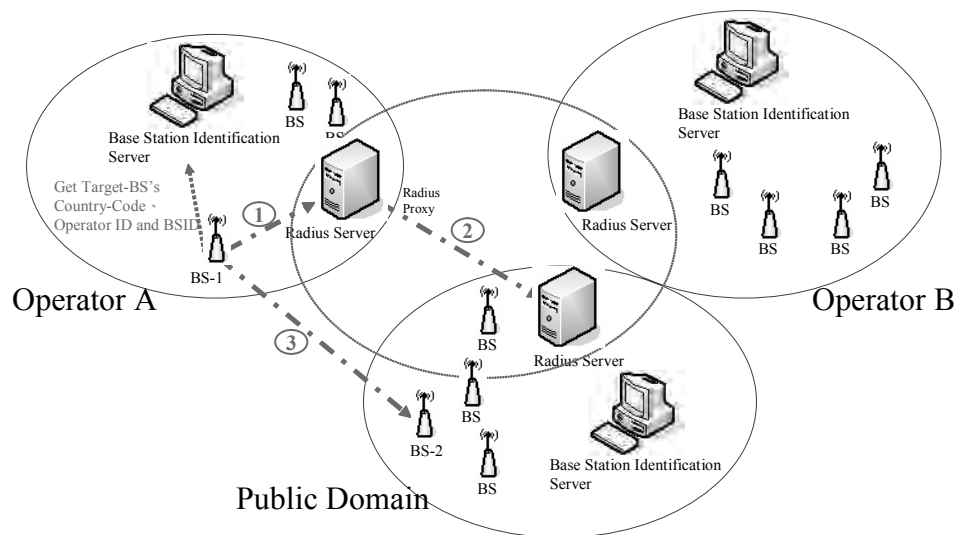 Base Station Identification
Server
BS
BS
Get Target-BS's
Country-Code、
Operator ID and BSID
BS-1
1
Radius Server
Radius
Proxy
2
3
Operator A
Base Station Identification
Server
Radius Server
BS
BS
BS
BS
Operator B
BS
Radius Server
BS
BS-2
BS
Base Station Identification
Server
Public Domain